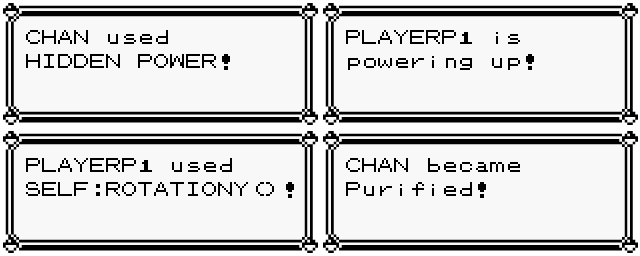 CHAN used
HIDDEN POWER!
PLAYERP1 is
powering up!
PLAYERP1 used
SELF:ROTATIONY() !
CHAN became
Purified!